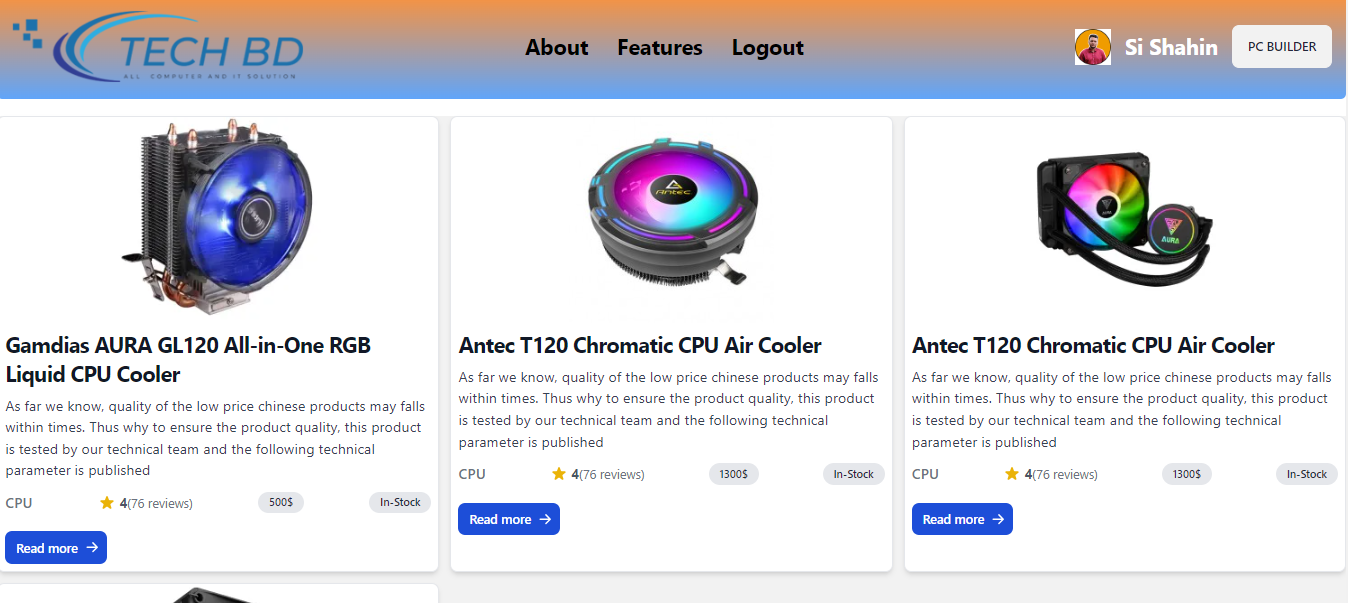 TECH BD
ALL COMPUTER AND IT SOLUTION
About Features Logout
Si Shahin
PC BUILDER
Antec
AURA
Gamdias AURA GL120 All-in-One RGB
Liquid CPU Cooler
As far we know, quality of the low price chinese products may falls
within times. Thus why to ensure the product quality, this product
is tested by our technical team and the following technical
parameter is published
CPU 4(76 reviews) 500$ In-Stock
Read more →
Antec T120 Chromatic CPU Air Cooler
As far we know, quality of the low price chinese products may falls
within times. Thus why to ensure the product quality, this product
is tested by our technical team and the following technical
parameter is published
CPU 4(76 reviews) 1300$ In-Stock
Read more →
Antec T120 Chromatic CPU Air Cooler
As far we know, quality of the low price chinese products may falls
within times. Thus why to ensure the product quality, this product
is tested by our technical team and the following technical
parameter is published
CPU 4(76 reviews) 1300$ In-Stock
Read more →